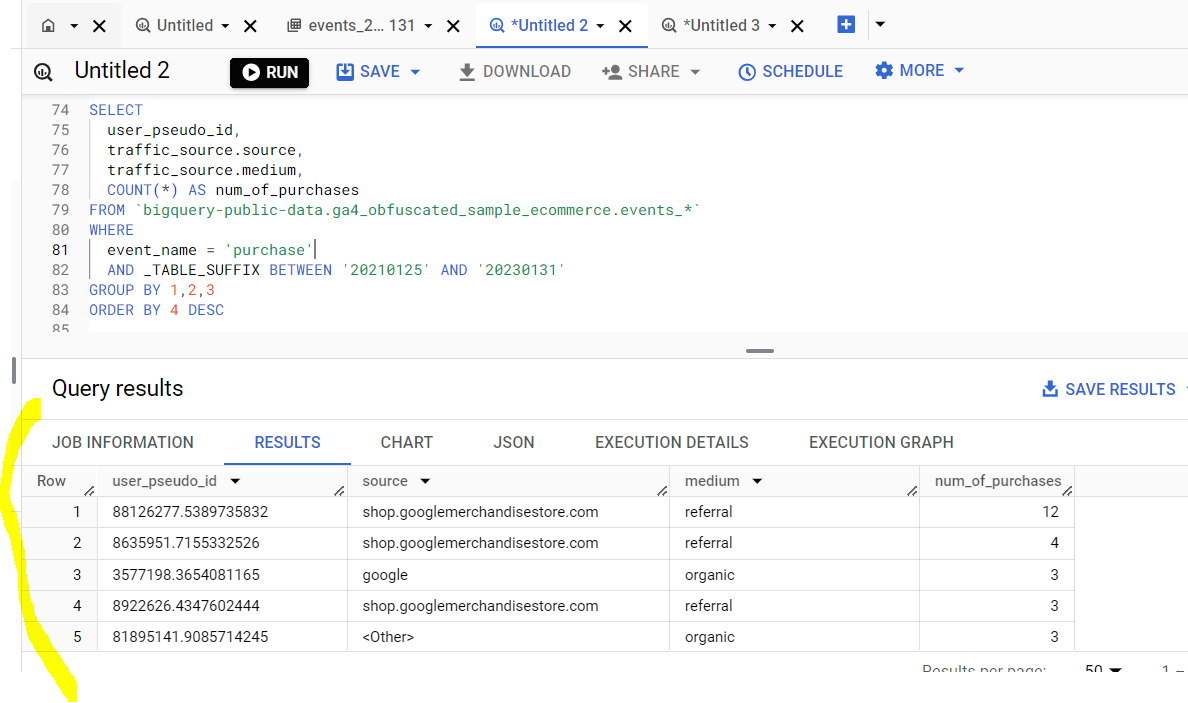 Untitled events_2... 131 *Untitled 2 *Untitled 3
Untitled 2 RUN SAVE DOWNLOAD SHARE SCHEDULE MORE
74 SELECT
75 user_pseudo_id,
76 traffic_source.source,
77 traffic_source.medium,
78 COUNT(*) AS num_of_purchases
79 FROM `bigquery-public-data.ga4_obfuscated_sample_ecommerce.events_*`
80 WHERE
81 event_name = 'purchase'
82 AND _TABLE_SUFFIX BETWEEN '20210125' AND '20230131'
83 GROUP BY 1,2,3
84 ORDER BY 4 DESC
85
Query results SAVE RESULTS
JOB INFORMATION RESULTS CHART JSON EXECUTION DETAILS EXECUTION GRAPH
Row user_pseudo_id source medium num_of_purchases
1 88126277.5389735832 shop.googlemerchandisestore.com referral 12
2 8635951.7155332526 shop.googlemerchandisestore.com referral 4
3 3577198.3654081165 google organic 3
4 8922626.4347602444 shop.googlemerchandisestore.com referral 3
5 81895141.9085714245 <Other> organic 3
Results per page: 50 1 –